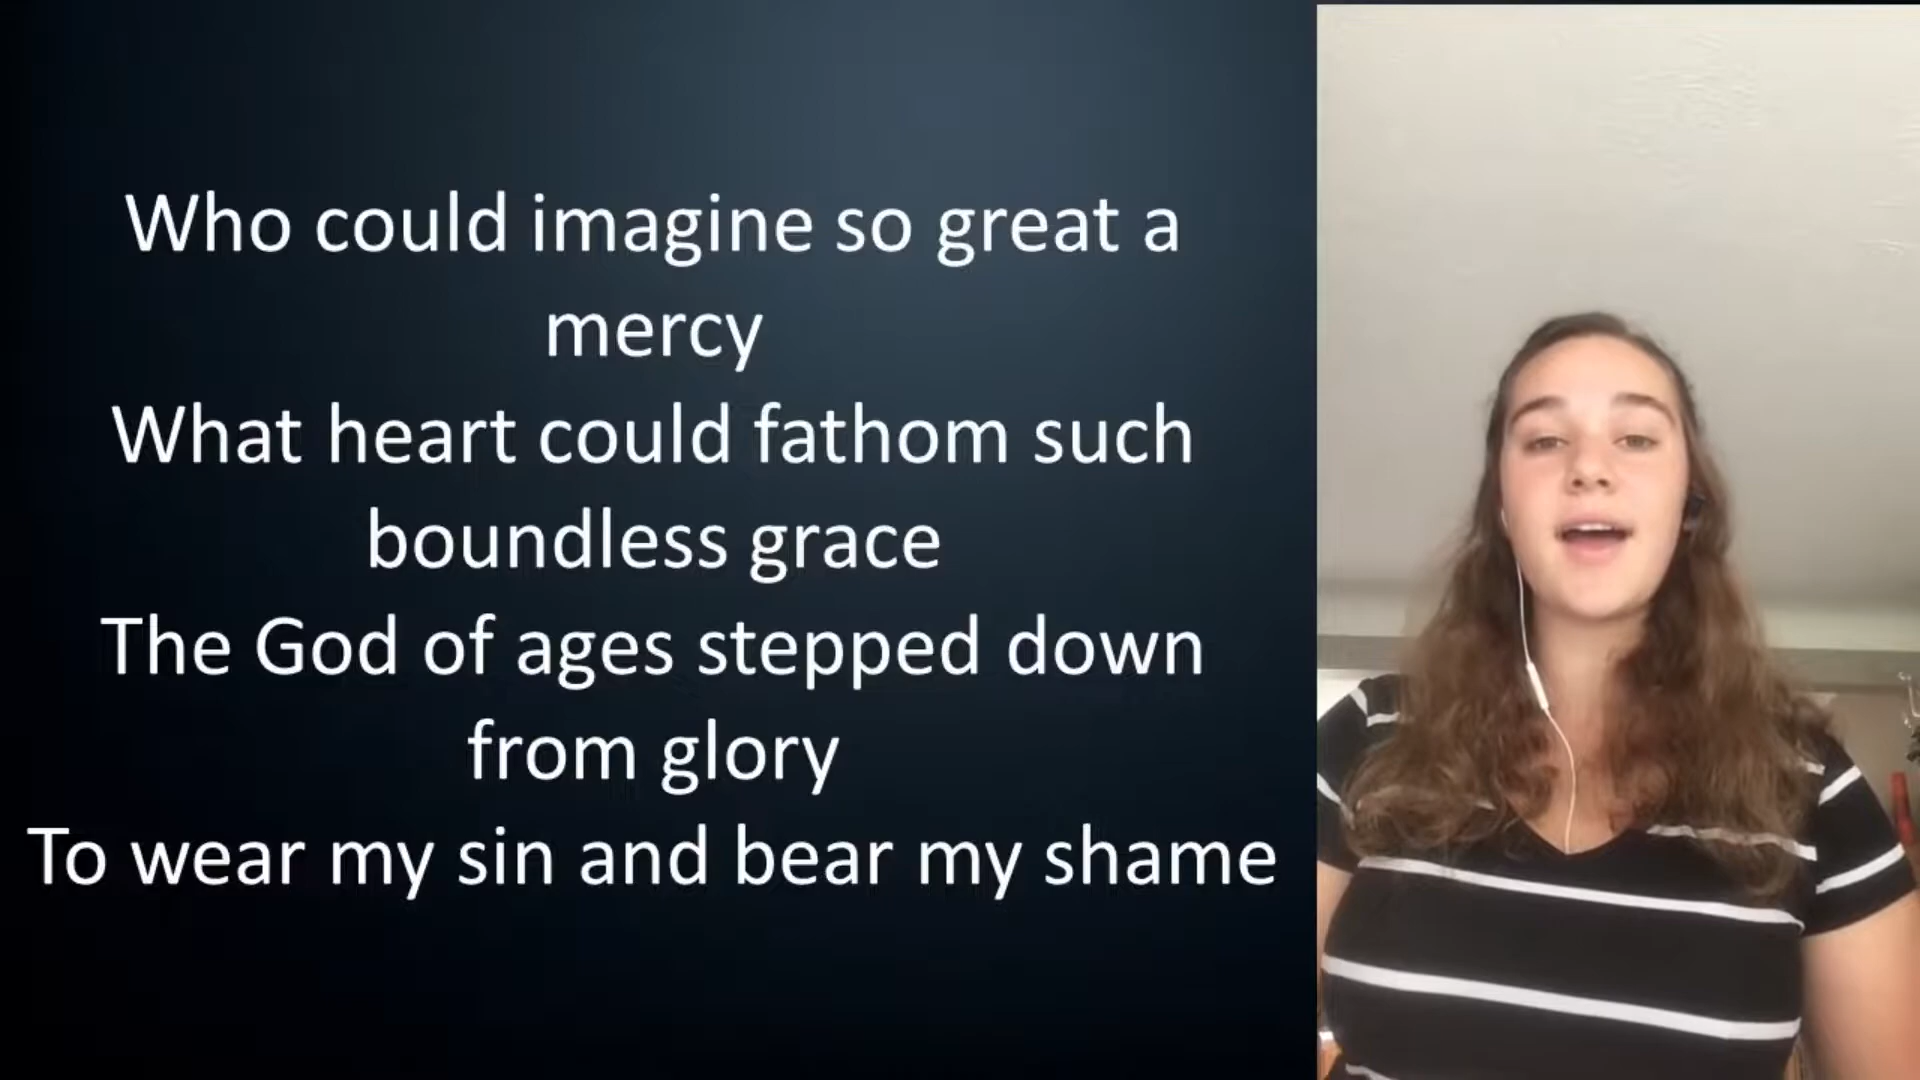 Who could imagine so great a
mercy
What heart could fathom such
boundless grace
The God of ages stepped down
from glory
To wear my sin and bear my shame